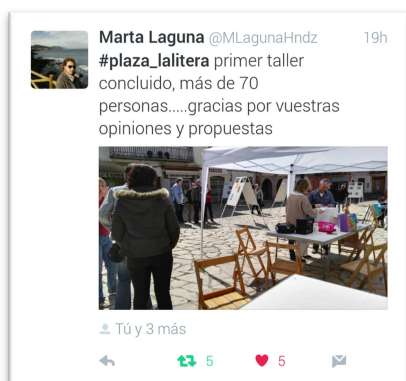 Marta Laguna @MLagunaHndz 19h
#plaza_lalitera primer taller
concluido, más de 70
personas.....gracias por vuestras
opiniones y propuestas
Tú y 3 más
5 5